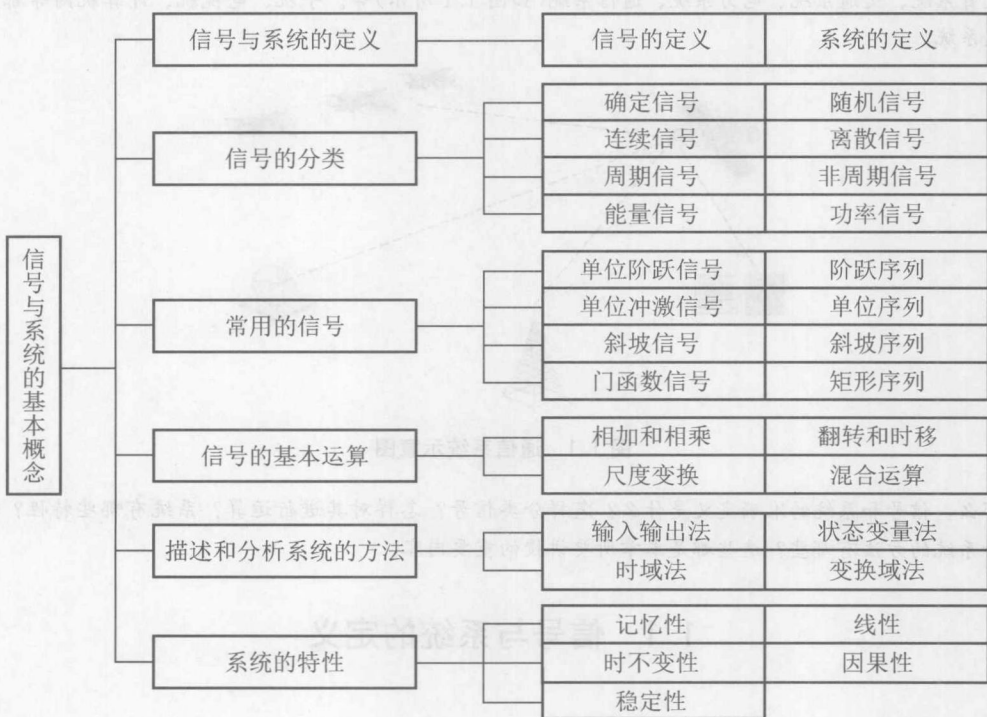 信号与系统的基本概念
信号与系统的定义
信号的定义 系统的定义
信号的分类
确定信号 随机信号
连续信号 离散信号
周期信号 非周期信号
能量信号 功率信号
常用的信号
单位阶跃信号 阶跃序列
单位冲激信号 单位序列
斜坡信号 斜坡序列
门函数信号 矩形序列
信号的基本运算
相加和相乘 翻转和时移
尺度变换 混合运算
描述和分析系统的方法
输入输出法 状态变量法
时域法 变换域法
系统的特性
记忆性 线性
时不变性 因果性
稳定性